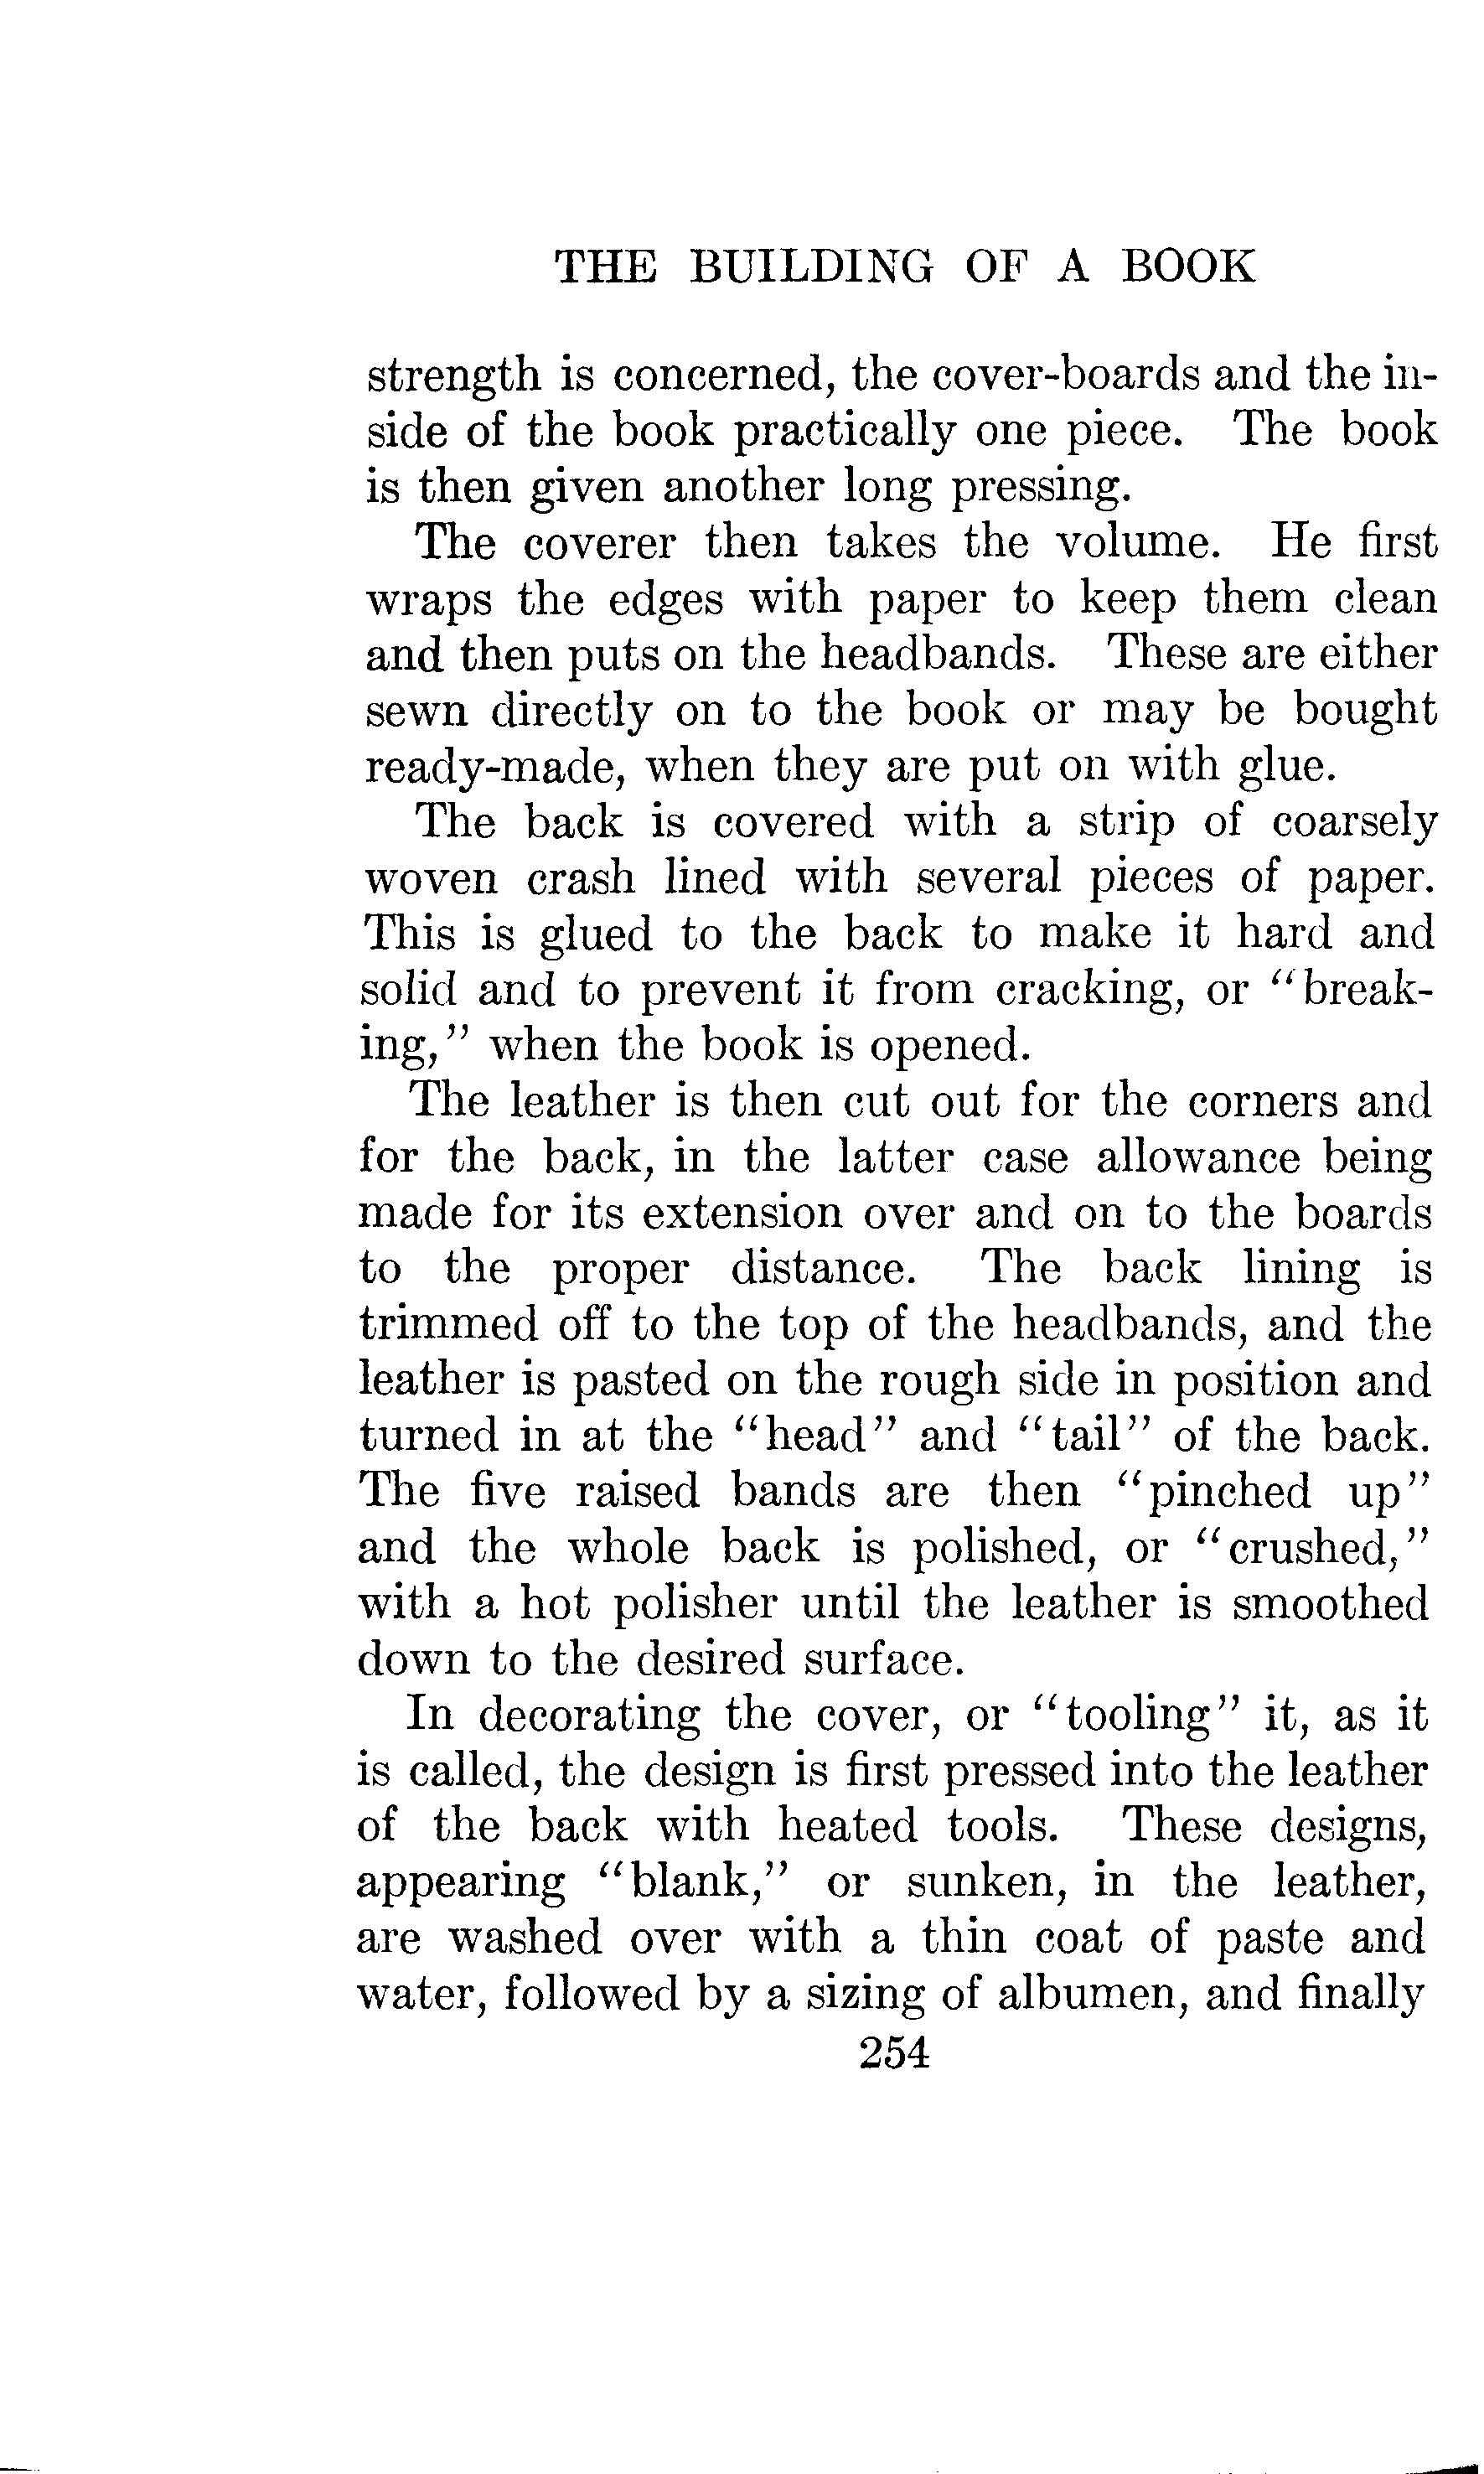 THE BUILDING OF A BOOK
strength is concerned, the cover-boards and the in-
side of the book practically one piece. The book
is then given another long pressing.
The coverer then takes the volume. He first
wraps the edges with paper to keep them clean
and then puts on the headbands. These are either
sewn directly on to the book or may be bought
ready-made, when they are put on with glue.
The back is covered with a strip of coarsely
woven crash lined with several pieces of paper.
This is glued to the back to make it hard and
solid and to prevent it from cracking, or “break-
ing,” when the book is opened.
The leather is then cut out for the corners and
for the back, in the latter case allowance being
made for its extension over and on to the boards
to the proper distance. The back lining is
trimmed off to the top of the headbands, and the
leather is pasted on the rough side in position and
turned in at the “head” and “tail” of the back.
The five raised bands are then “pinched up”
and the whole back is polished, or “crushed,”
with a hot polisher until the leather is smoothed
down to the desired surface.
In decorating the cover, or “tooling” it, as it
is called, the design is first pressed into the leather
of the back with heated tools. These designs,
appearing “blank,” or sunken, in the leather,
are washed over with a thin coat of paste and
water, followed by a sizing of albumen, and finally
254